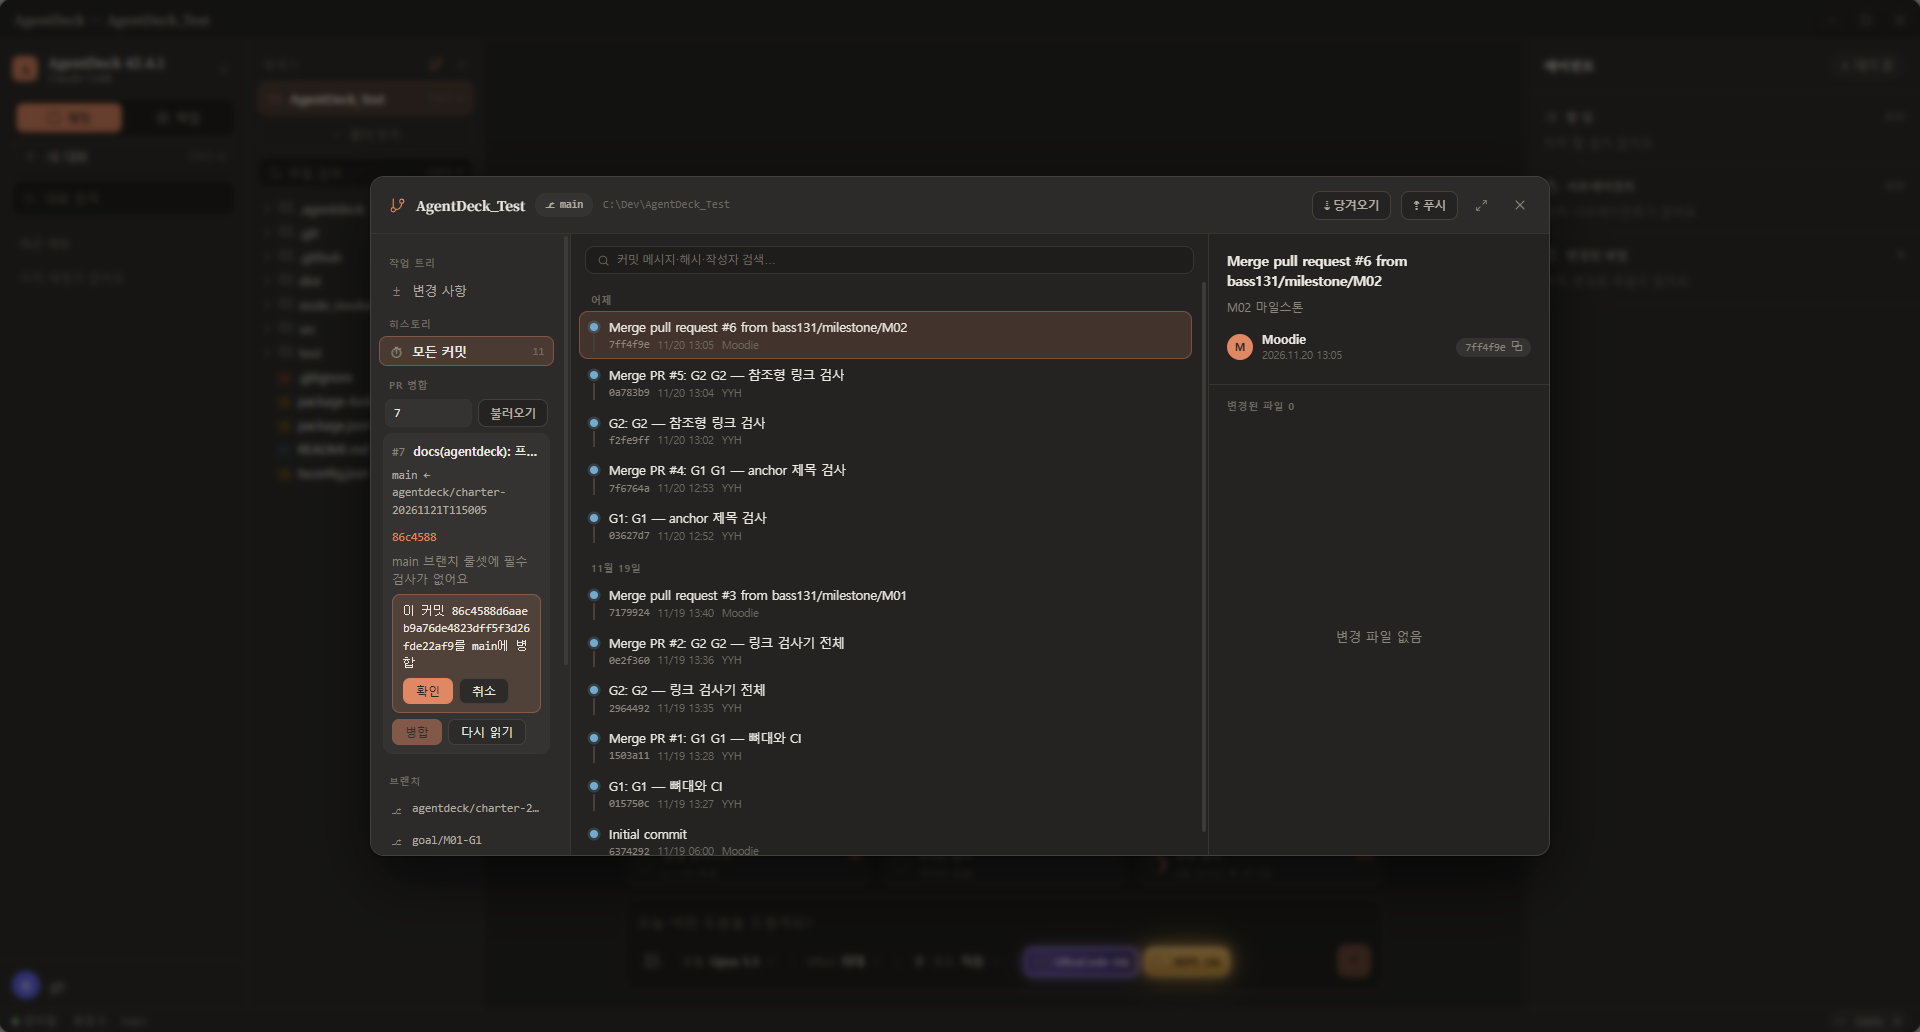 AgentDeck — AgentDeck_Test
AgentDeck_Test
AgentDeck_Test
main
C:\Dev\AgentDeck_Test
당겨오기
푸시
작업 트리
변경 사항
히스토리
모든 커밋
11
PR 병합
7
불러오기
#7 docs(agentdeck): 프...
main ←
agentdeck/charter-
20261121T115005
86c4588
main 브랜치 룰셋에 필수
검사가 없어요
이 커밋 86c4588d6aae
b9a76de4823dff5f3d26
fde22af9를 main에 병
합
확인
취소
병합
다시 읽기
브랜치
agentdeck/charter-2…
goal/M01-G1
커밋 메시지·해시·작성자 검색…
어제
Merge pull request #6 from bass131/milestone/M02
7ff4f9e 11/20 13:05 Moodie
Merge PR #5: G2 G2 — 참조형 링크 검사
0a783b9 11/20 13:04 YYH
G2: G2 — 참조형 링크 검사
f2fe9ff 11/20 13:02 YYH
Merge PR #4: G1 G1 — anchor 제목 검사
7f6764a 11/20 12:53 YYH
G1: G1 — anchor 제목 검사
03627d7 11/20 12:52 YYH
11월 19일
Merge pull request #3 from bass131/milestone/M01
7179924 11/19 13:40 Moodie
Merge PR #2: G2 G2 — 링크 검사기 전체
0e2f360 11/19 13:36 YYH
G2: G2 — 링크 검사기 전체
2964492 11/19 13:35 YYH
Merge PR #1: G1 G1 — 뼈대와 CI
1503a11 11/19 13:28 YYH
G1: G1 — 뼈대와 CI
015750c 11/19 13:27 YYH
Initial commit
6374292 11/19 06:00 Moodie
Merge pull request #6 from
bass131/milestone/M02
M02 마일스톤
M
Moodie
2026.11.20 13:05
7ff4f9e
변경된 파일 0
변경 파일 없음